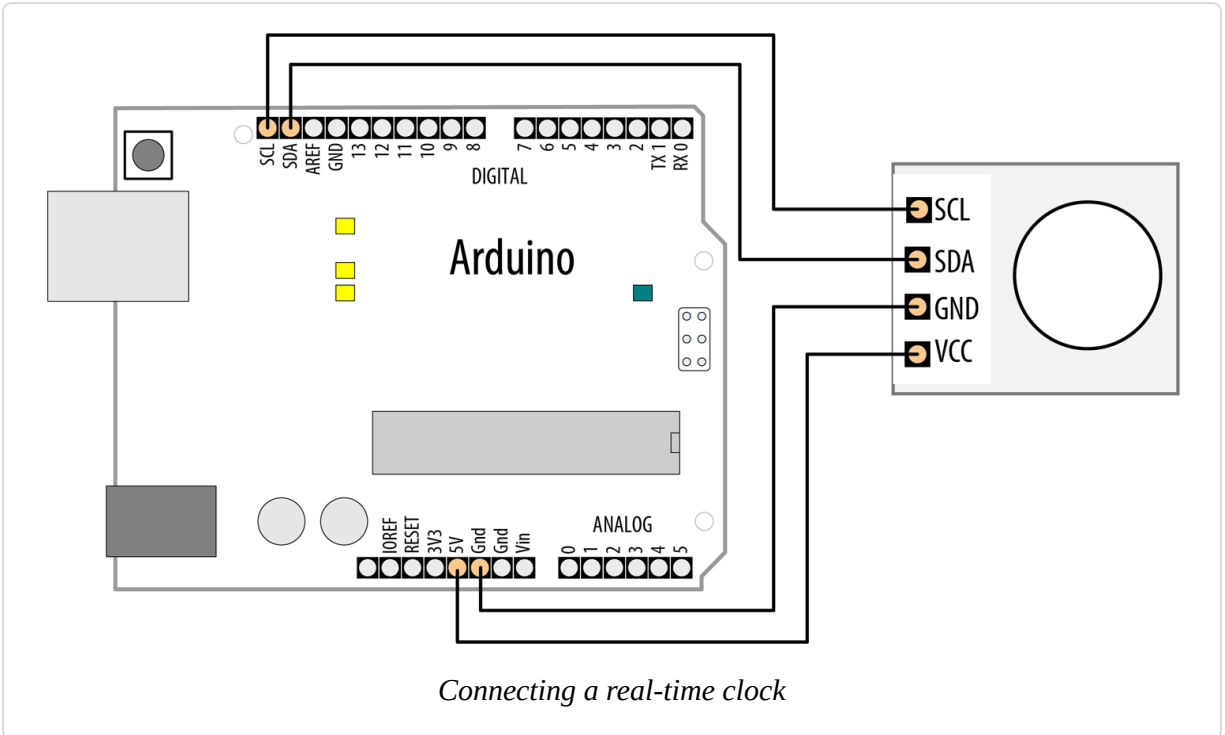 SCL SDA AREF GND 13 12 11 10 9 8 7 6 5 4 3 2 TX 1 RX 0
DIGITAL
Arduino
SCL
SDA
GND
VCC
ANALOG
IOREF RESET 3V3 5V Gnd Gnd Vin 0 1 2 3 4 5
Connecting a real-time clock